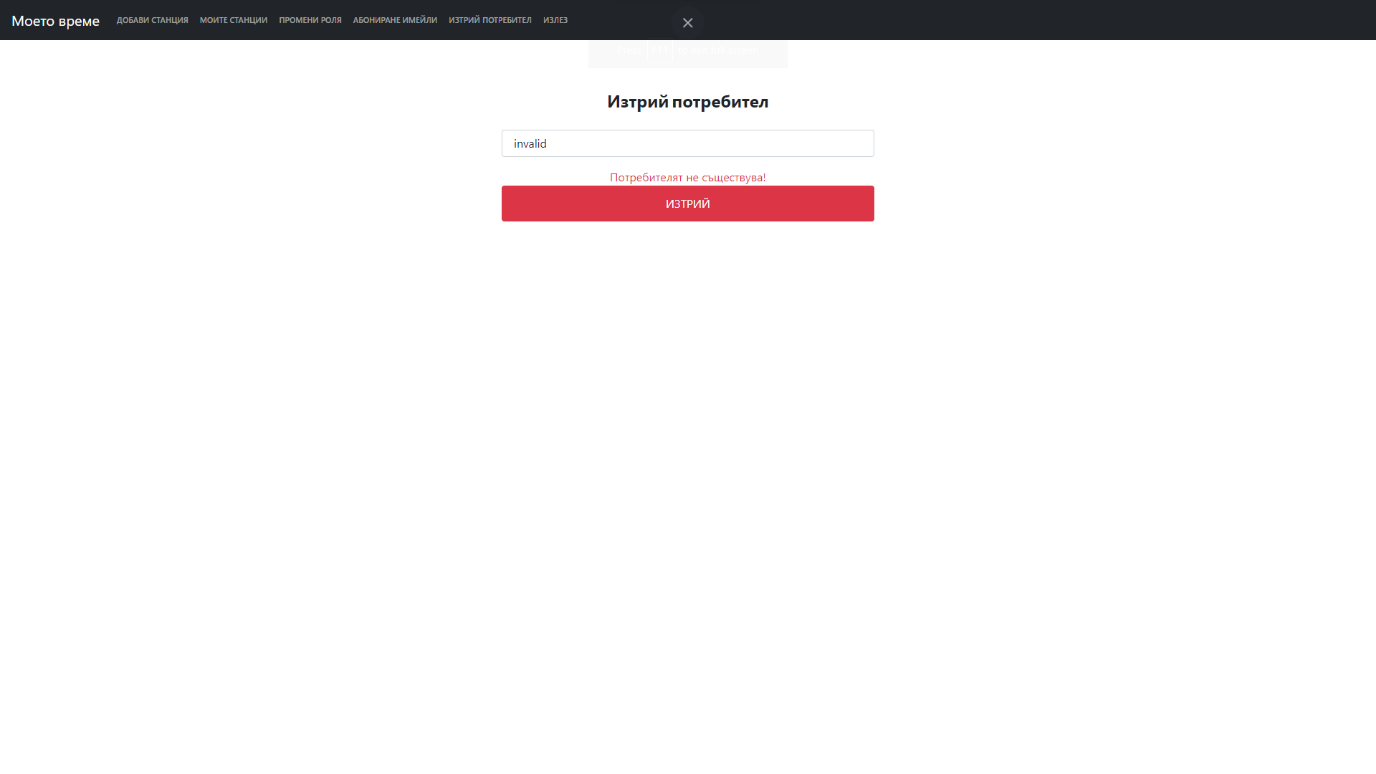 Моето време ДОБАВИ СТАНЦИЯ МОИТЕ СТАНЦИИ ПРОМЕНИ РОЛЯ АБОНИРАНЕ ИМЕЙЛИ ИЗТРИЙ ПОТРЕБИТЕЛ ИЗЛЕЗ
Изтрий потребител
invalid
Потребителят не съществува!
ИЗТРИЙ